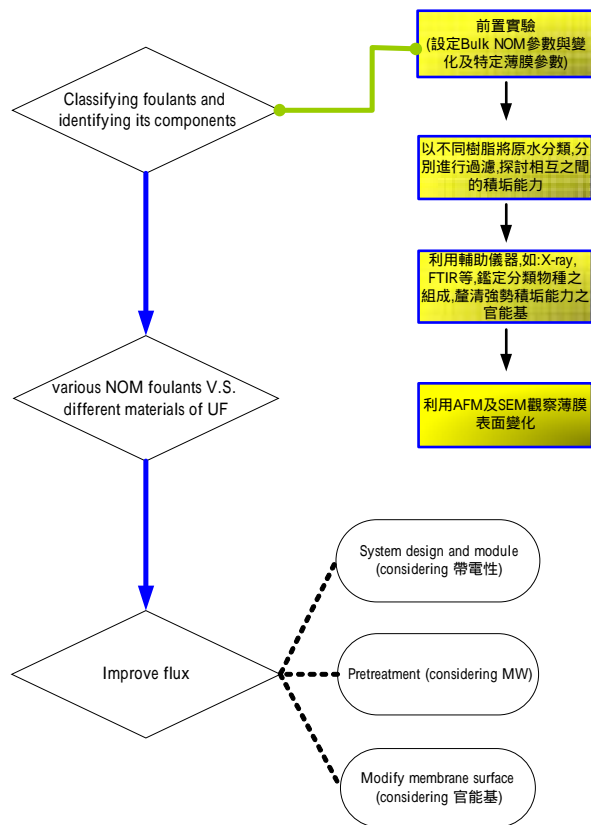 Classifying foulants and
identifying its components
various NOM foulants V.S.
different materials of UF
Improve flux
前置實驗
(設定Bulk NOM參數與變
化及特定薄膜參數)
以不同樹脂將原水分類,分
別進行過濾,探討相互之間
的積垢能力
利用輔助儀器,如:X-ray,
FTIR等,鑑定分類物種之
組成,釐清強勢積垢能力之
官能基
利用AFM及SEM觀察薄膜
表面變化
System design and module
(considering 帶電性)
Pretreatment (considering MW)
Modify membrane surface
(considering 官能基)